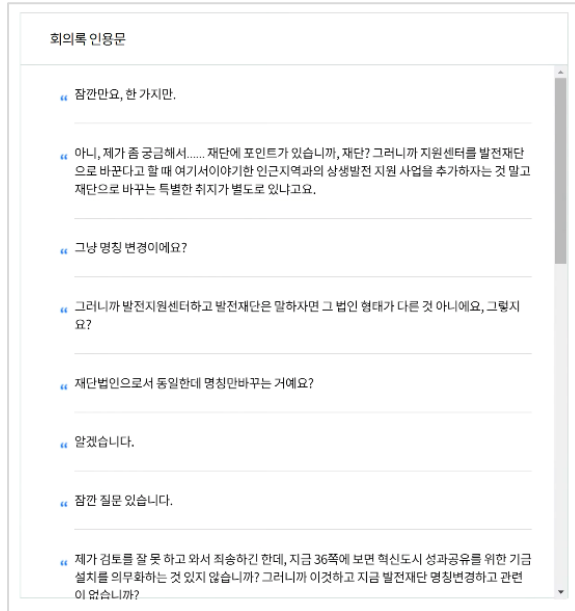 회의록 인용문
“ 잠깐만요, 한 가지만.
“ 아니, 제가 좀 궁금해서...... 재단에 포인트가 있습니까, 재단? 그러니까 지원센터를 발전재단
으로 바꾼다고 할 때 여기서이야기한 인근지역과의 상생발전 지원 사업을 추가하자는 것 말고
재단으로 바꾸는 특별한 취지가 별도로 있냐고요.
“ 그냥 명칭 변경이에요?
“ 그러니까 발전지원센터하고 발전재단은 말하자면 그 법인 형태가 다른 것 아니에요, 그렇지
요?
“ 재단법인으로서 동일한데 명칭만바꾸는 거예요?
“ 알겠습니다.
“ 잠깐 질문 있습니다.
“ 제가 검토를 잘 못 하고 와서 죄송하긴 한데, 지금 36쪽에 보면 혁신도시 성과공유를 위한 기금
설치를 의무화하는 것 있지 않습니까? 그러니까 이것하고 지금 발전재단 명칭변경하고 관련
이 없습니까?